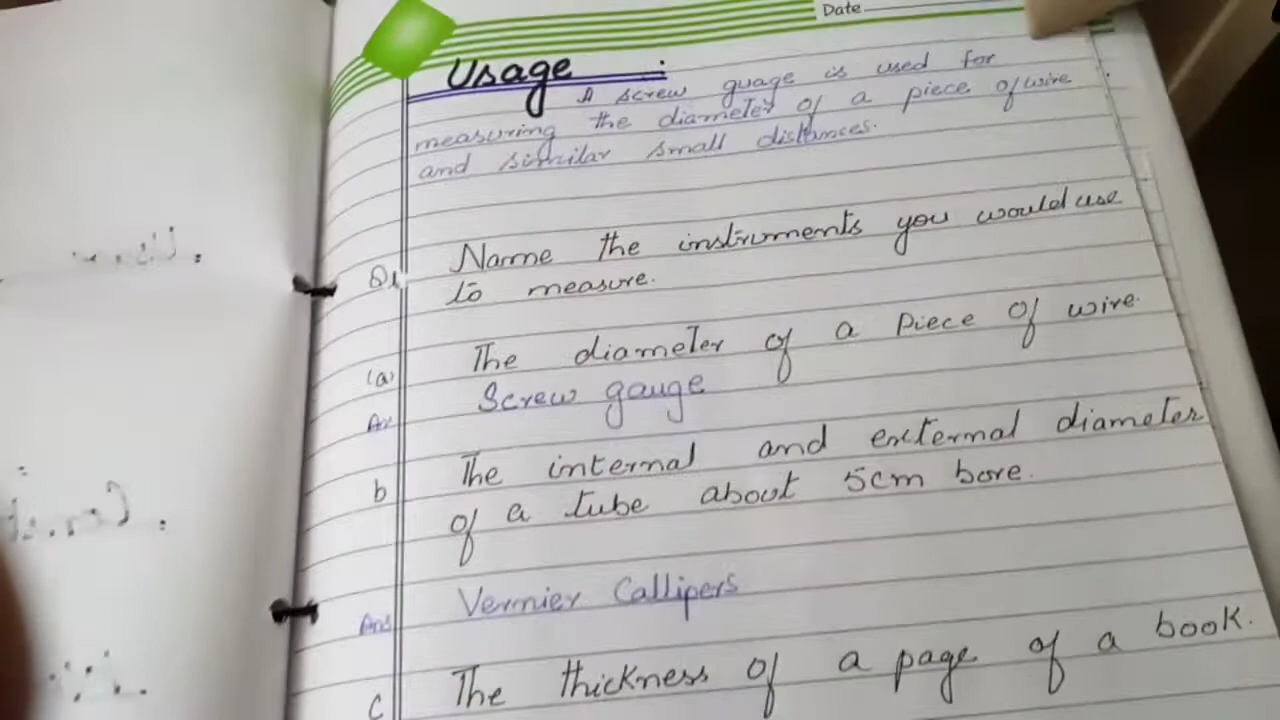 Date
Usage :
A screw guage is used for
measuring the diameter of a piece of wire
and similar small distances.
Q1 Name the instruments you would use
to measure.
(a) The diameter of a Piece of wire.
Ans Screw gauge
b The internal and external diameter
of a tube about 5cm bore.
Ans Vernier Callipers
c The thickness of a page of a book.